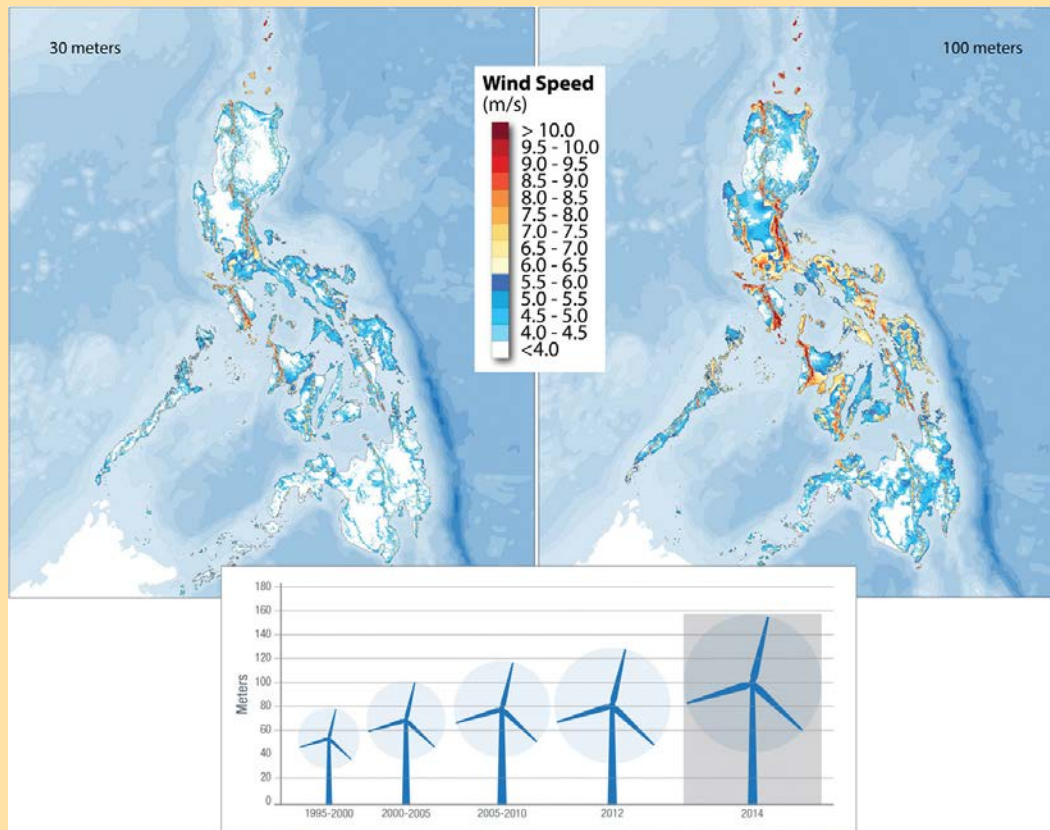 30 meters
100 meters
Wind Speed
(m/s)
> 10.0
9.5 - 10.0
9.0 - 9.5
8.5 - 9.0
8.0 - 8.5
7.5 - 8.0
7.0 - 7.5
6.5 - 7.0
6.0 - 6.5
5.5 - 6.0
5.0 - 5.5
4.5 - 5.0
4.0 - 4.5
<4.0
Meters
180
160
140
120
100
80
60
40
20
0
1995-2000
2000-2005
2005-2010
2012
2014